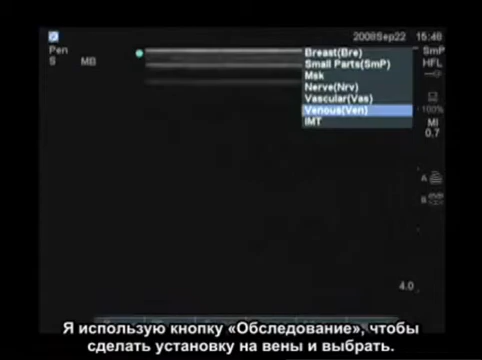 2008Sep22 15:48
Pen
S MB
Breast(Bre)
Small Parts(SmP)
Msk
Nerve(Nrv)
Vascular(Vas)
Venous(Ven)
IMT
SmP
HFL
100%
MI
0.7
A
B
4.0
Я использую кнопку «Обследование», чтобы
сделать установку на вены и выбрать.